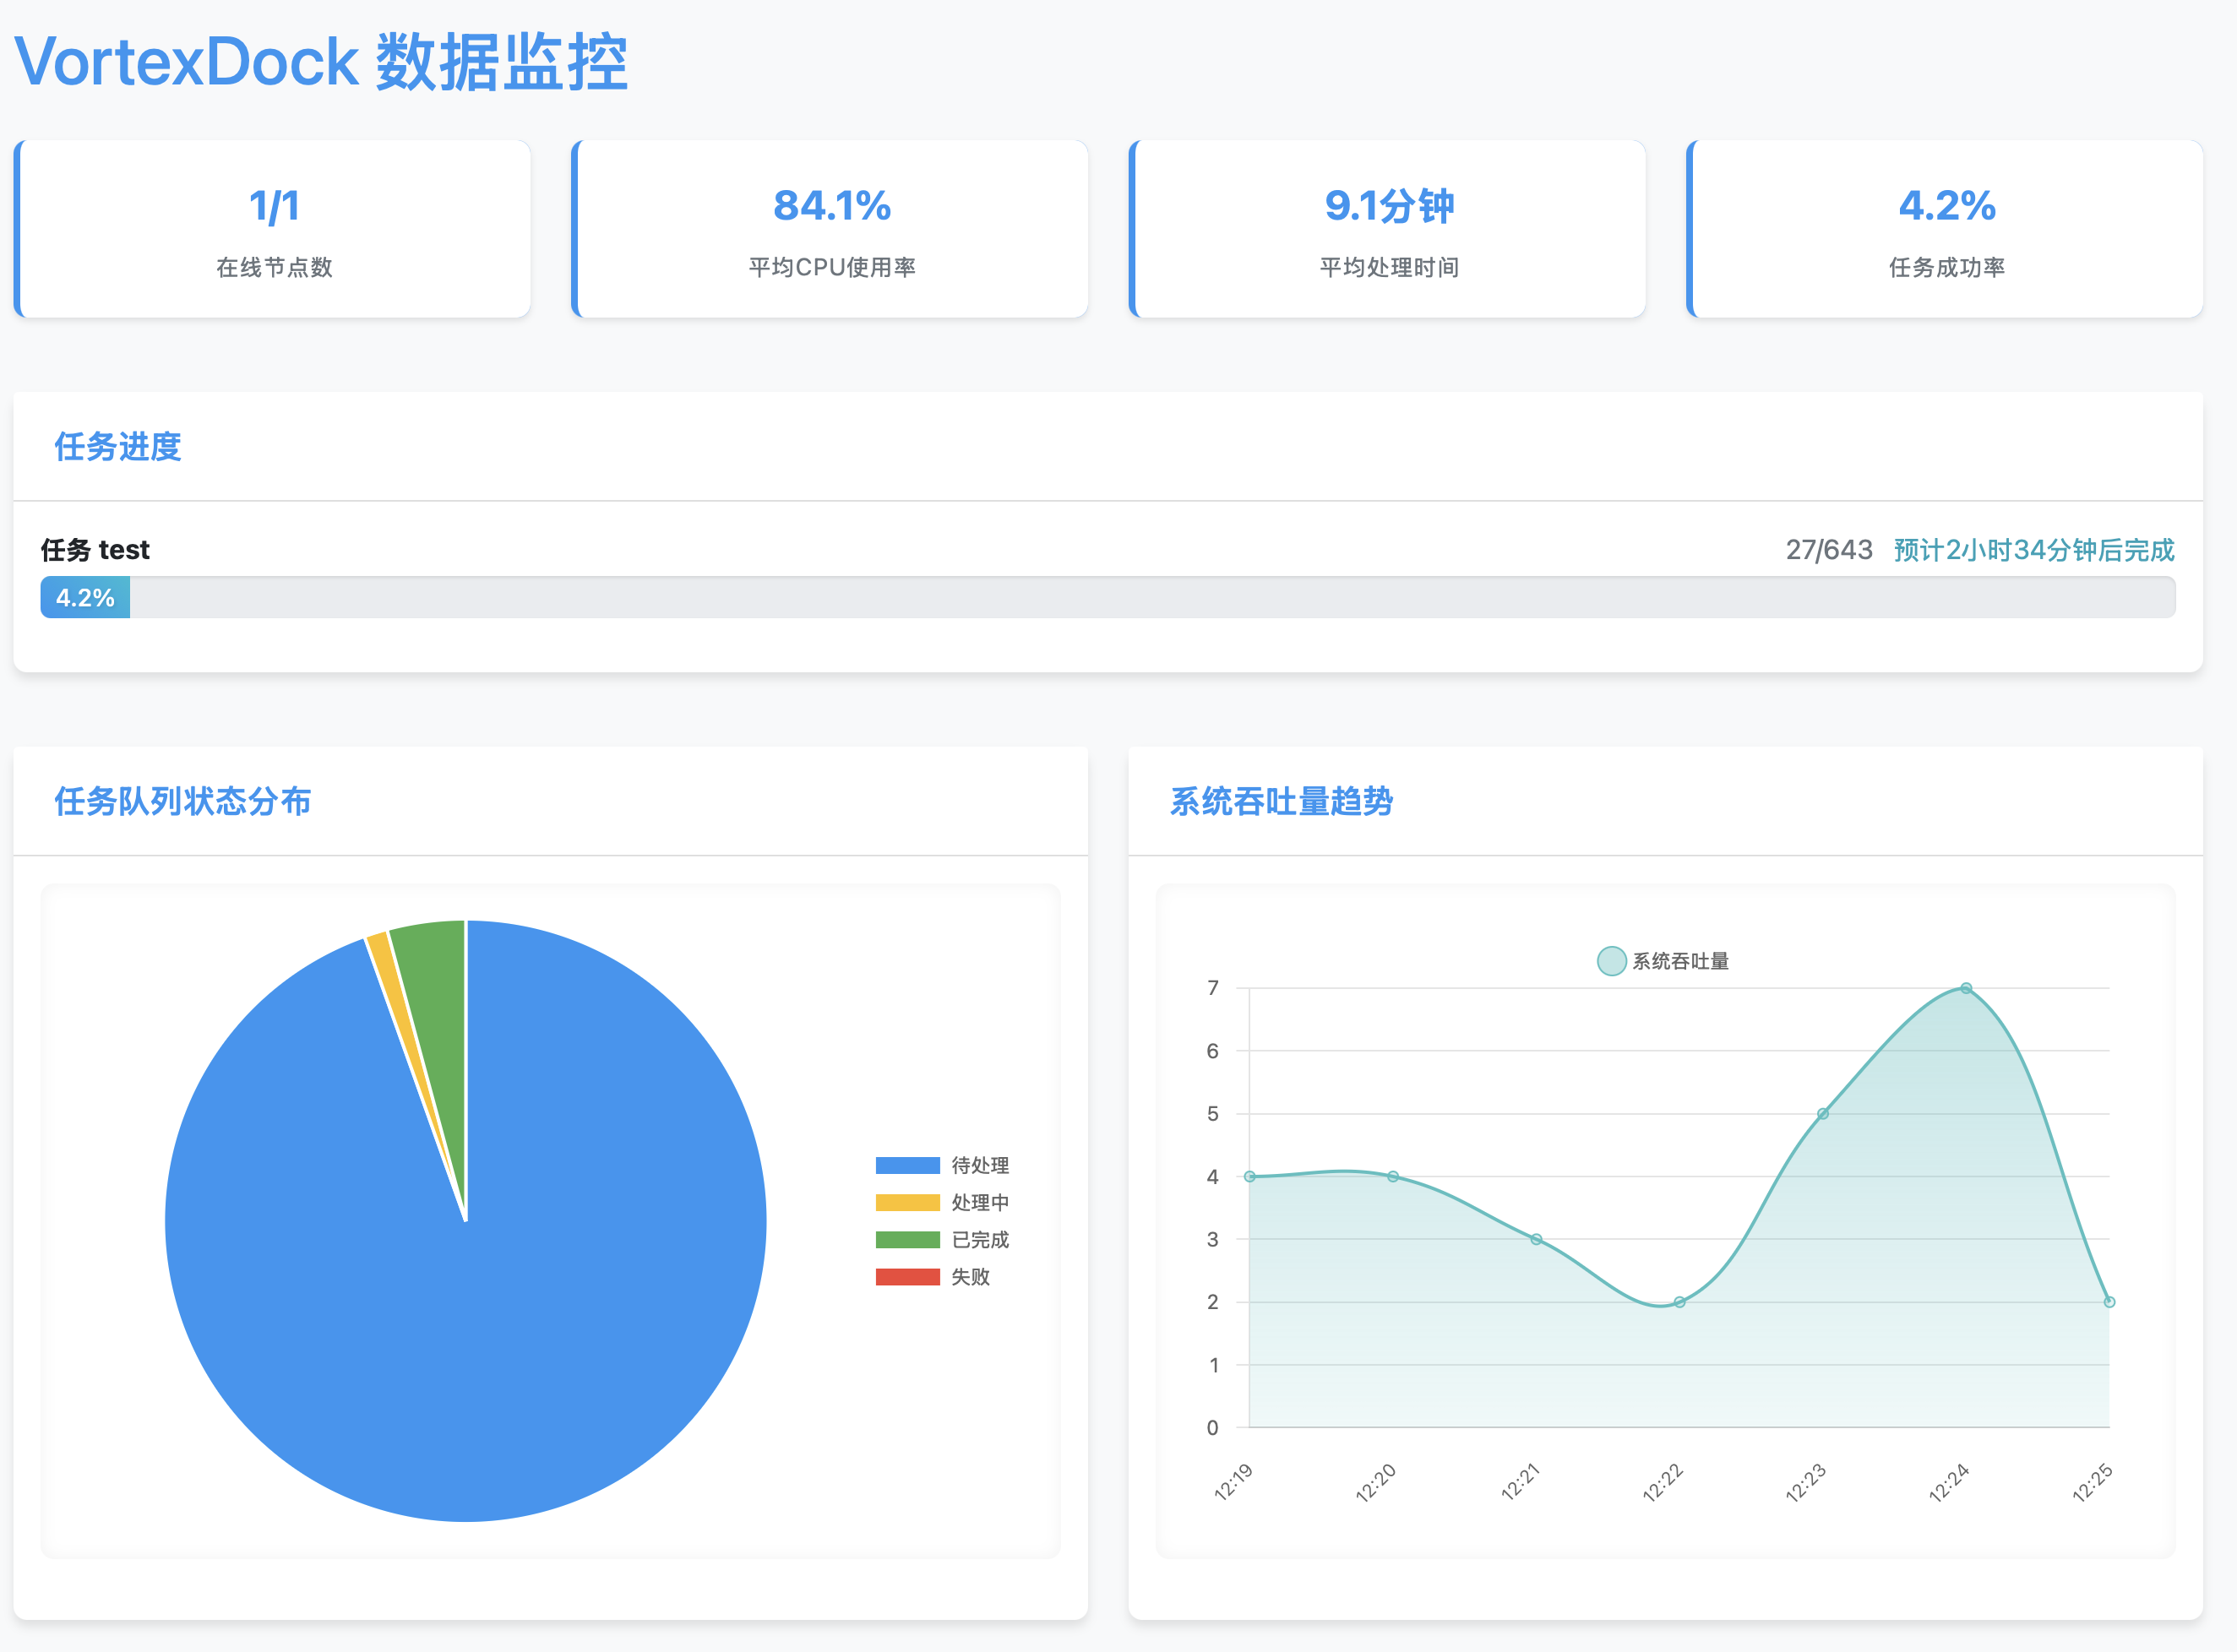 VortexDock 数据监控
1/1
在线节点数
84.1%
平均CPU使用率
9.1分钟
平均处理时间
4.2%
任务成功率
任务进度
任务 test
27/643 预计2小时34分钟后完成
4.2%
任务队列状态分布
待处理
处理中
已完成
失败
系统吞吐量趋势
系统吞吐量
7
6
5
4
3
2
1
0
12:19
12:20
12:21
12:22
12:23
12:24
12:25